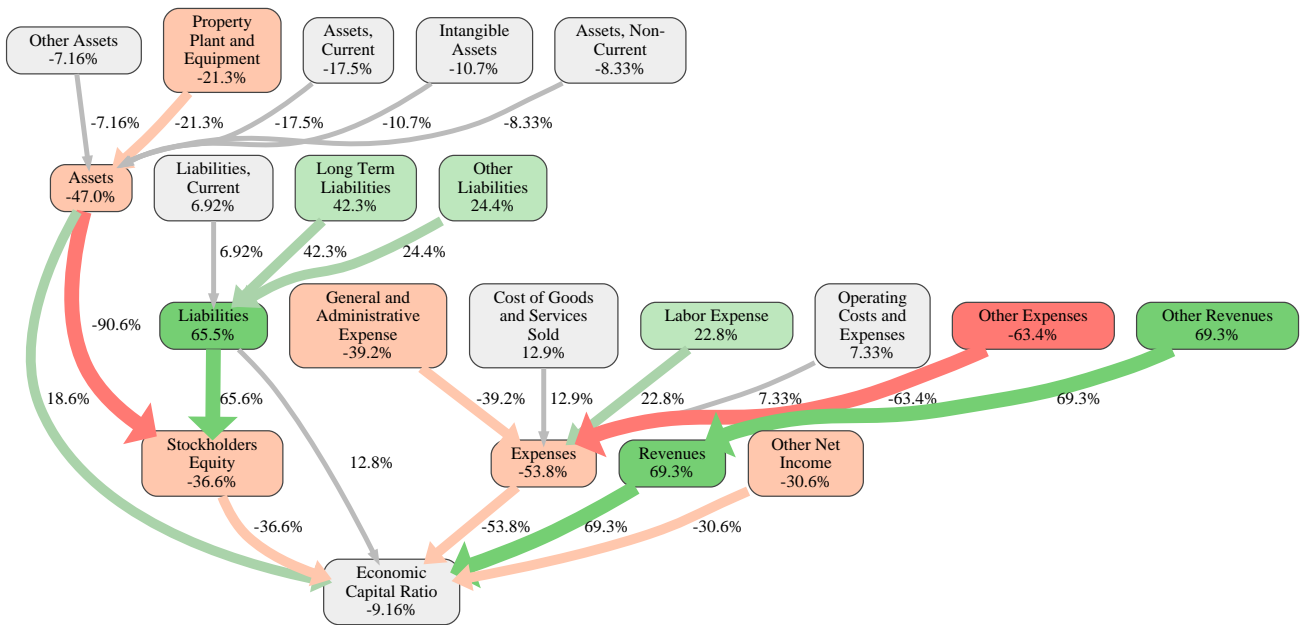 Other Assets
-7.16%
Property
Plant and
Equipment
-21.3%
Assets,
Current
-17.5%
Intangible
Assets
-10.7%
Assets, Non-
Current
-8.33%
-7.16%
-21.3%
-17.5%
-10.7%
-8.33%
Assets
-47.0%
Liabilities,
Current
6.92%
Long Term
Liabilities
42.3%
Other
Liabilities
24.4%
6.92%
42.3%
24.4%
Liabilities
65.5%
General and
Administrative
Expense
-39.2%
Cost of Goods
and Services
Sold
12.9%
Labor Expense
22.8%
Operating
Costs and
Expenses
7.33%
Other Expenses
-63.4%
Other Revenues
69.3%
-90.6%
18.6%
65.6%
-39.2%
12.9%
22.8%
7.33%
-63.4%
69.3%
Stockholders
Equity
-36.6%
12.8%
Expenses
-53.8%
Revenues
69.3%
Other Net
Income
-30.6%
-36.6%
-53.8%
69.3%
-30.6%
Economic
Capital Ratio
-9.16%